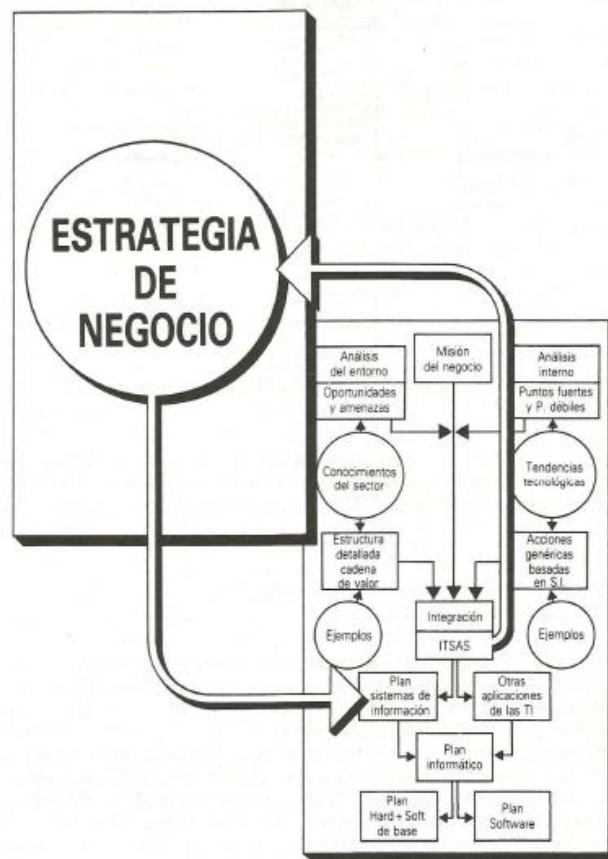 ESTRATEGIA
DE
NEGOCIO
Análisis
del entorno
Oportunidades
y amenazas
Misión
del negocio
Análisis
interno
Puntos fuertes
y P. débiles
Conocimientos
del sector
Tendencias
tecnológicas
Estructura
detallada
cadena
de valor
Acciones
genéricas
basadas
en S.I.
Ejemplos
Integración
ITSAS
Ejemplos
Plan
sistemas de
información
Otras
aplicaciones
de las TI
Plan
informático
Plan
Hard + Soft
de base
Plan
Software